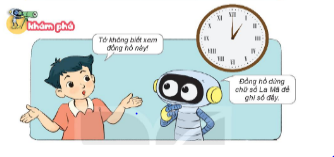 Khám phá
Tớ không biết xem
đồng hồ này!
XII
Đồng hồ dùng
chữ số La Mã để
ghi số đấy.